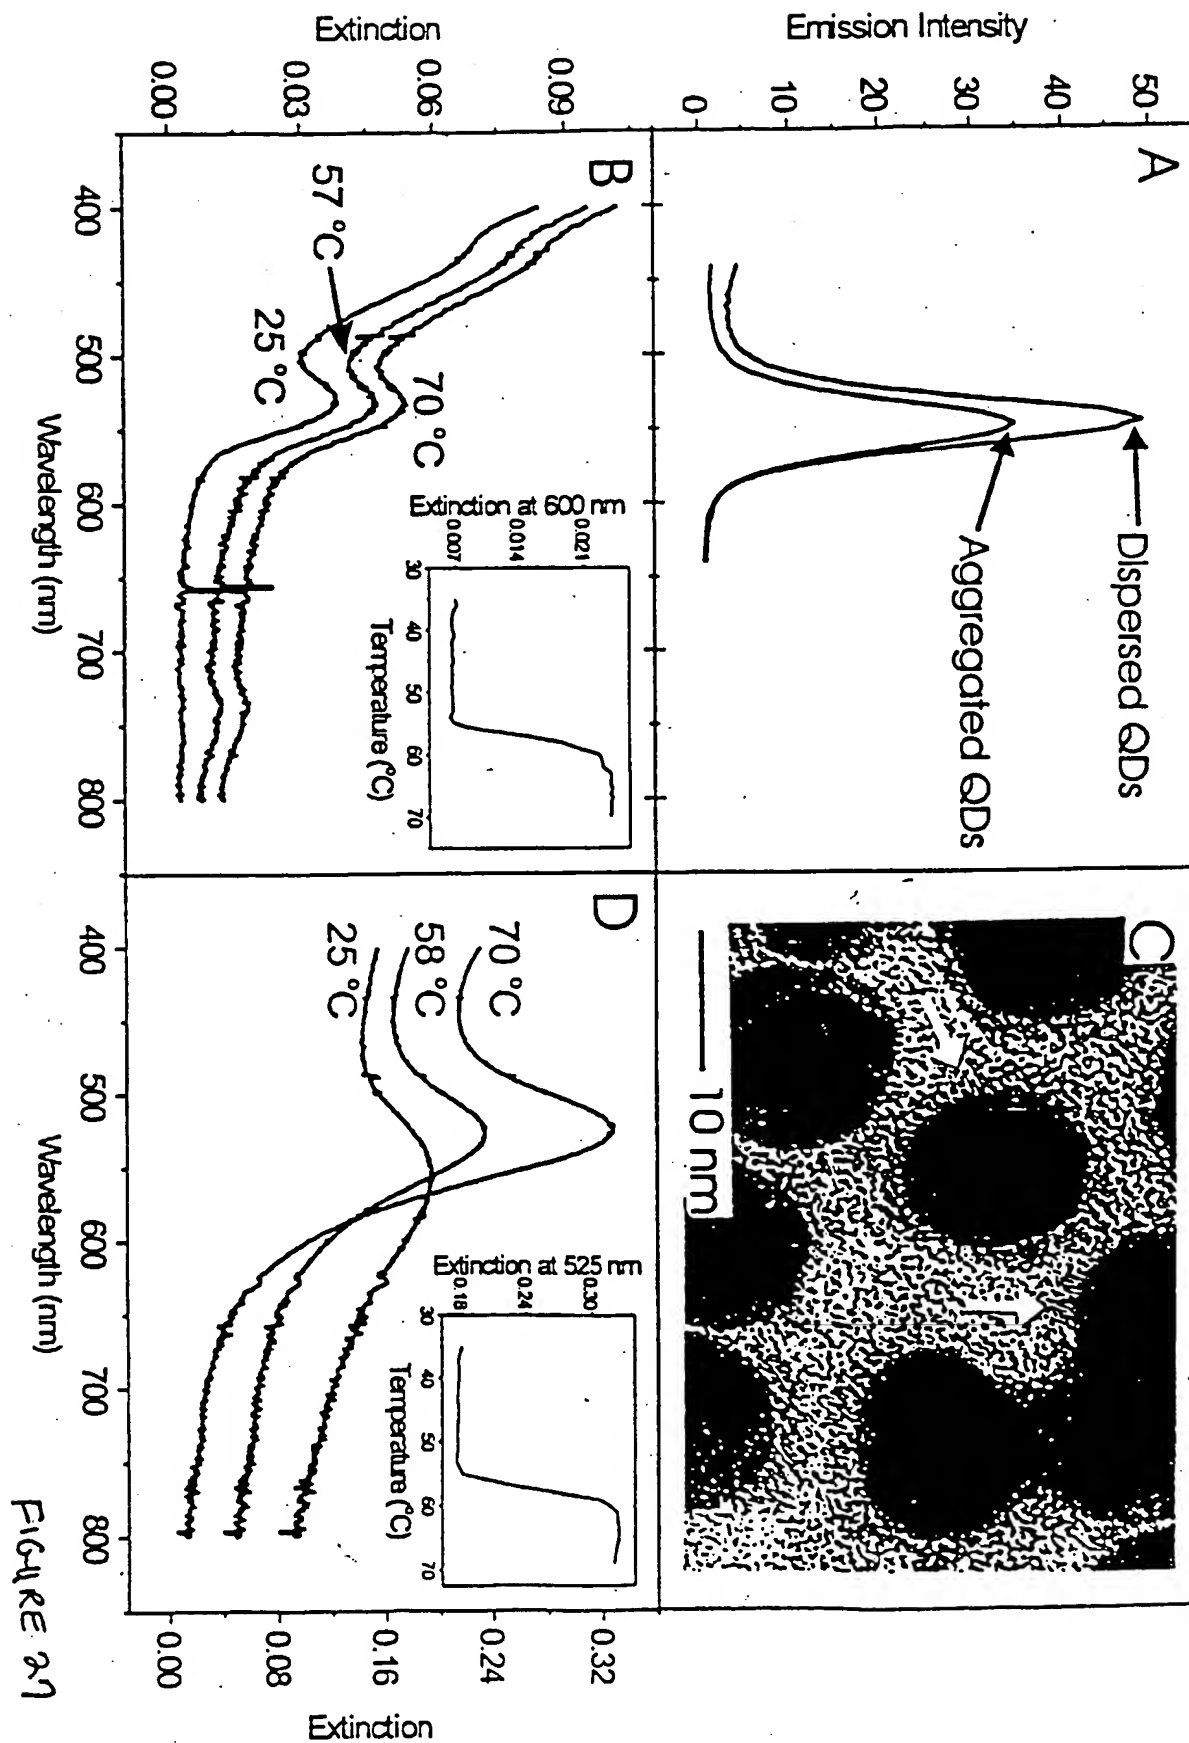 A
Emission Intensity
50
40
30
20
10
0
Dispersed QDs
Aggregated QDs
C
10 nm
B
Extinction
0.09
0.06
0.03
0.00
57 °C
25 °C
70 °C
400
500
600
700
800
Wavelength (nm)
Extinction at 600 nm
0.021
0.014
0.007
30
40
50
60
70
Temperature (°C)
D
70 °C
58 °C
25 °C
400
500
600
700
800
Wavelength (nm)
Extinction at 525 nm
0.30
0.24
0.18
30
40
50
60
70
Temperature (°C)
0.32
0.24
0.16
0.08
0.00
Extinction
FIGURE 27